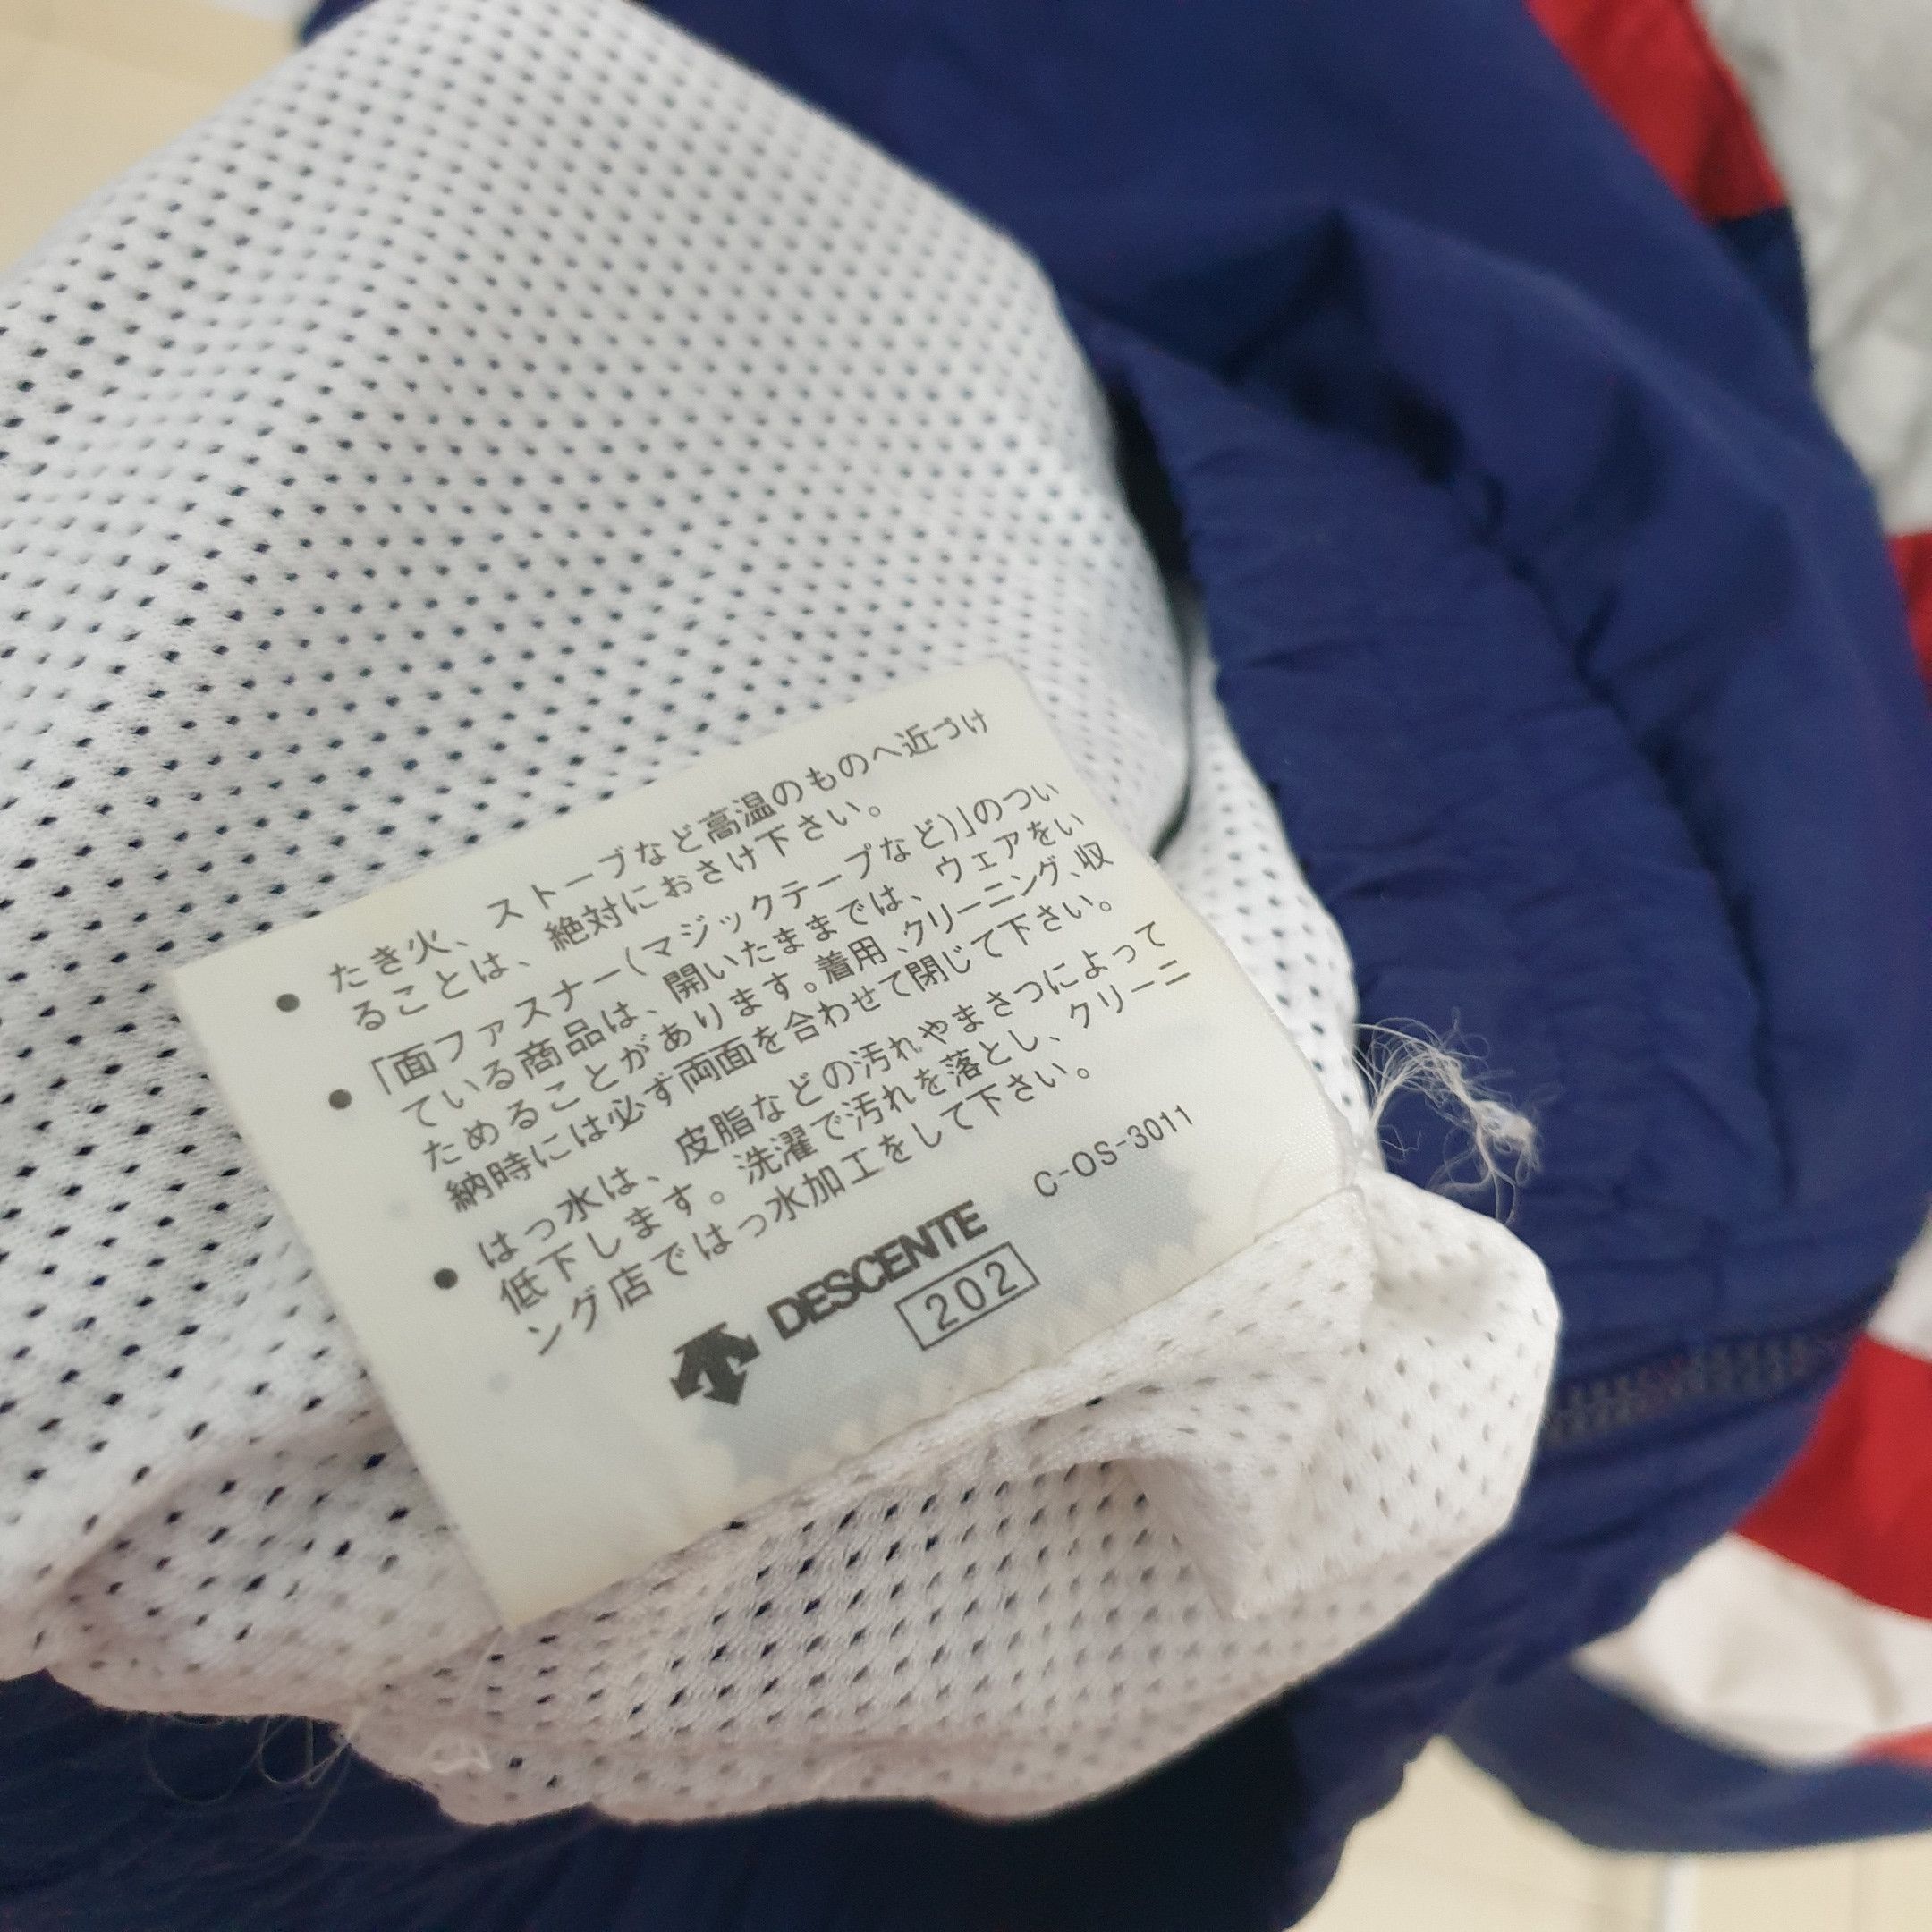 ● たき火、ストーブなど高温のものへ近づけ
ることは、絶対におさけ下さい。
● 「面ファスナー(マジックテープなど)」のつい
ている商品は、開いたままでは、ウェアをい
ためることがあります。着用、クリーニング、収
納時には必ず両面を合わせて閉じて下さい。
● はっ水は、皮脂などの汚れやまさつによって
低下します。洗濯で汚れを落とし、クリーニ
ング店ではっ水加工をして下さい。
C-OS-3011
DESCENTE
202